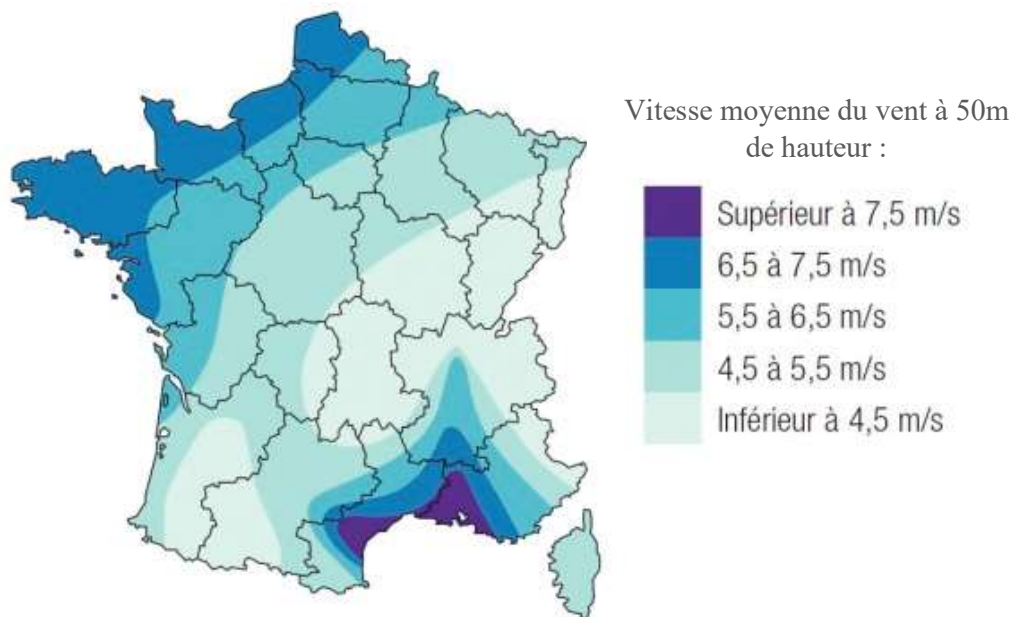 Vitesse moyenne du vent à 50m
de hauteur :
Supérieur à 7,5 m/s
6,5 à 7,5 m/s
5,5 à 6,5 m/s
4,5 à 5,5 m/s
Inférieur à 4,5 m/s